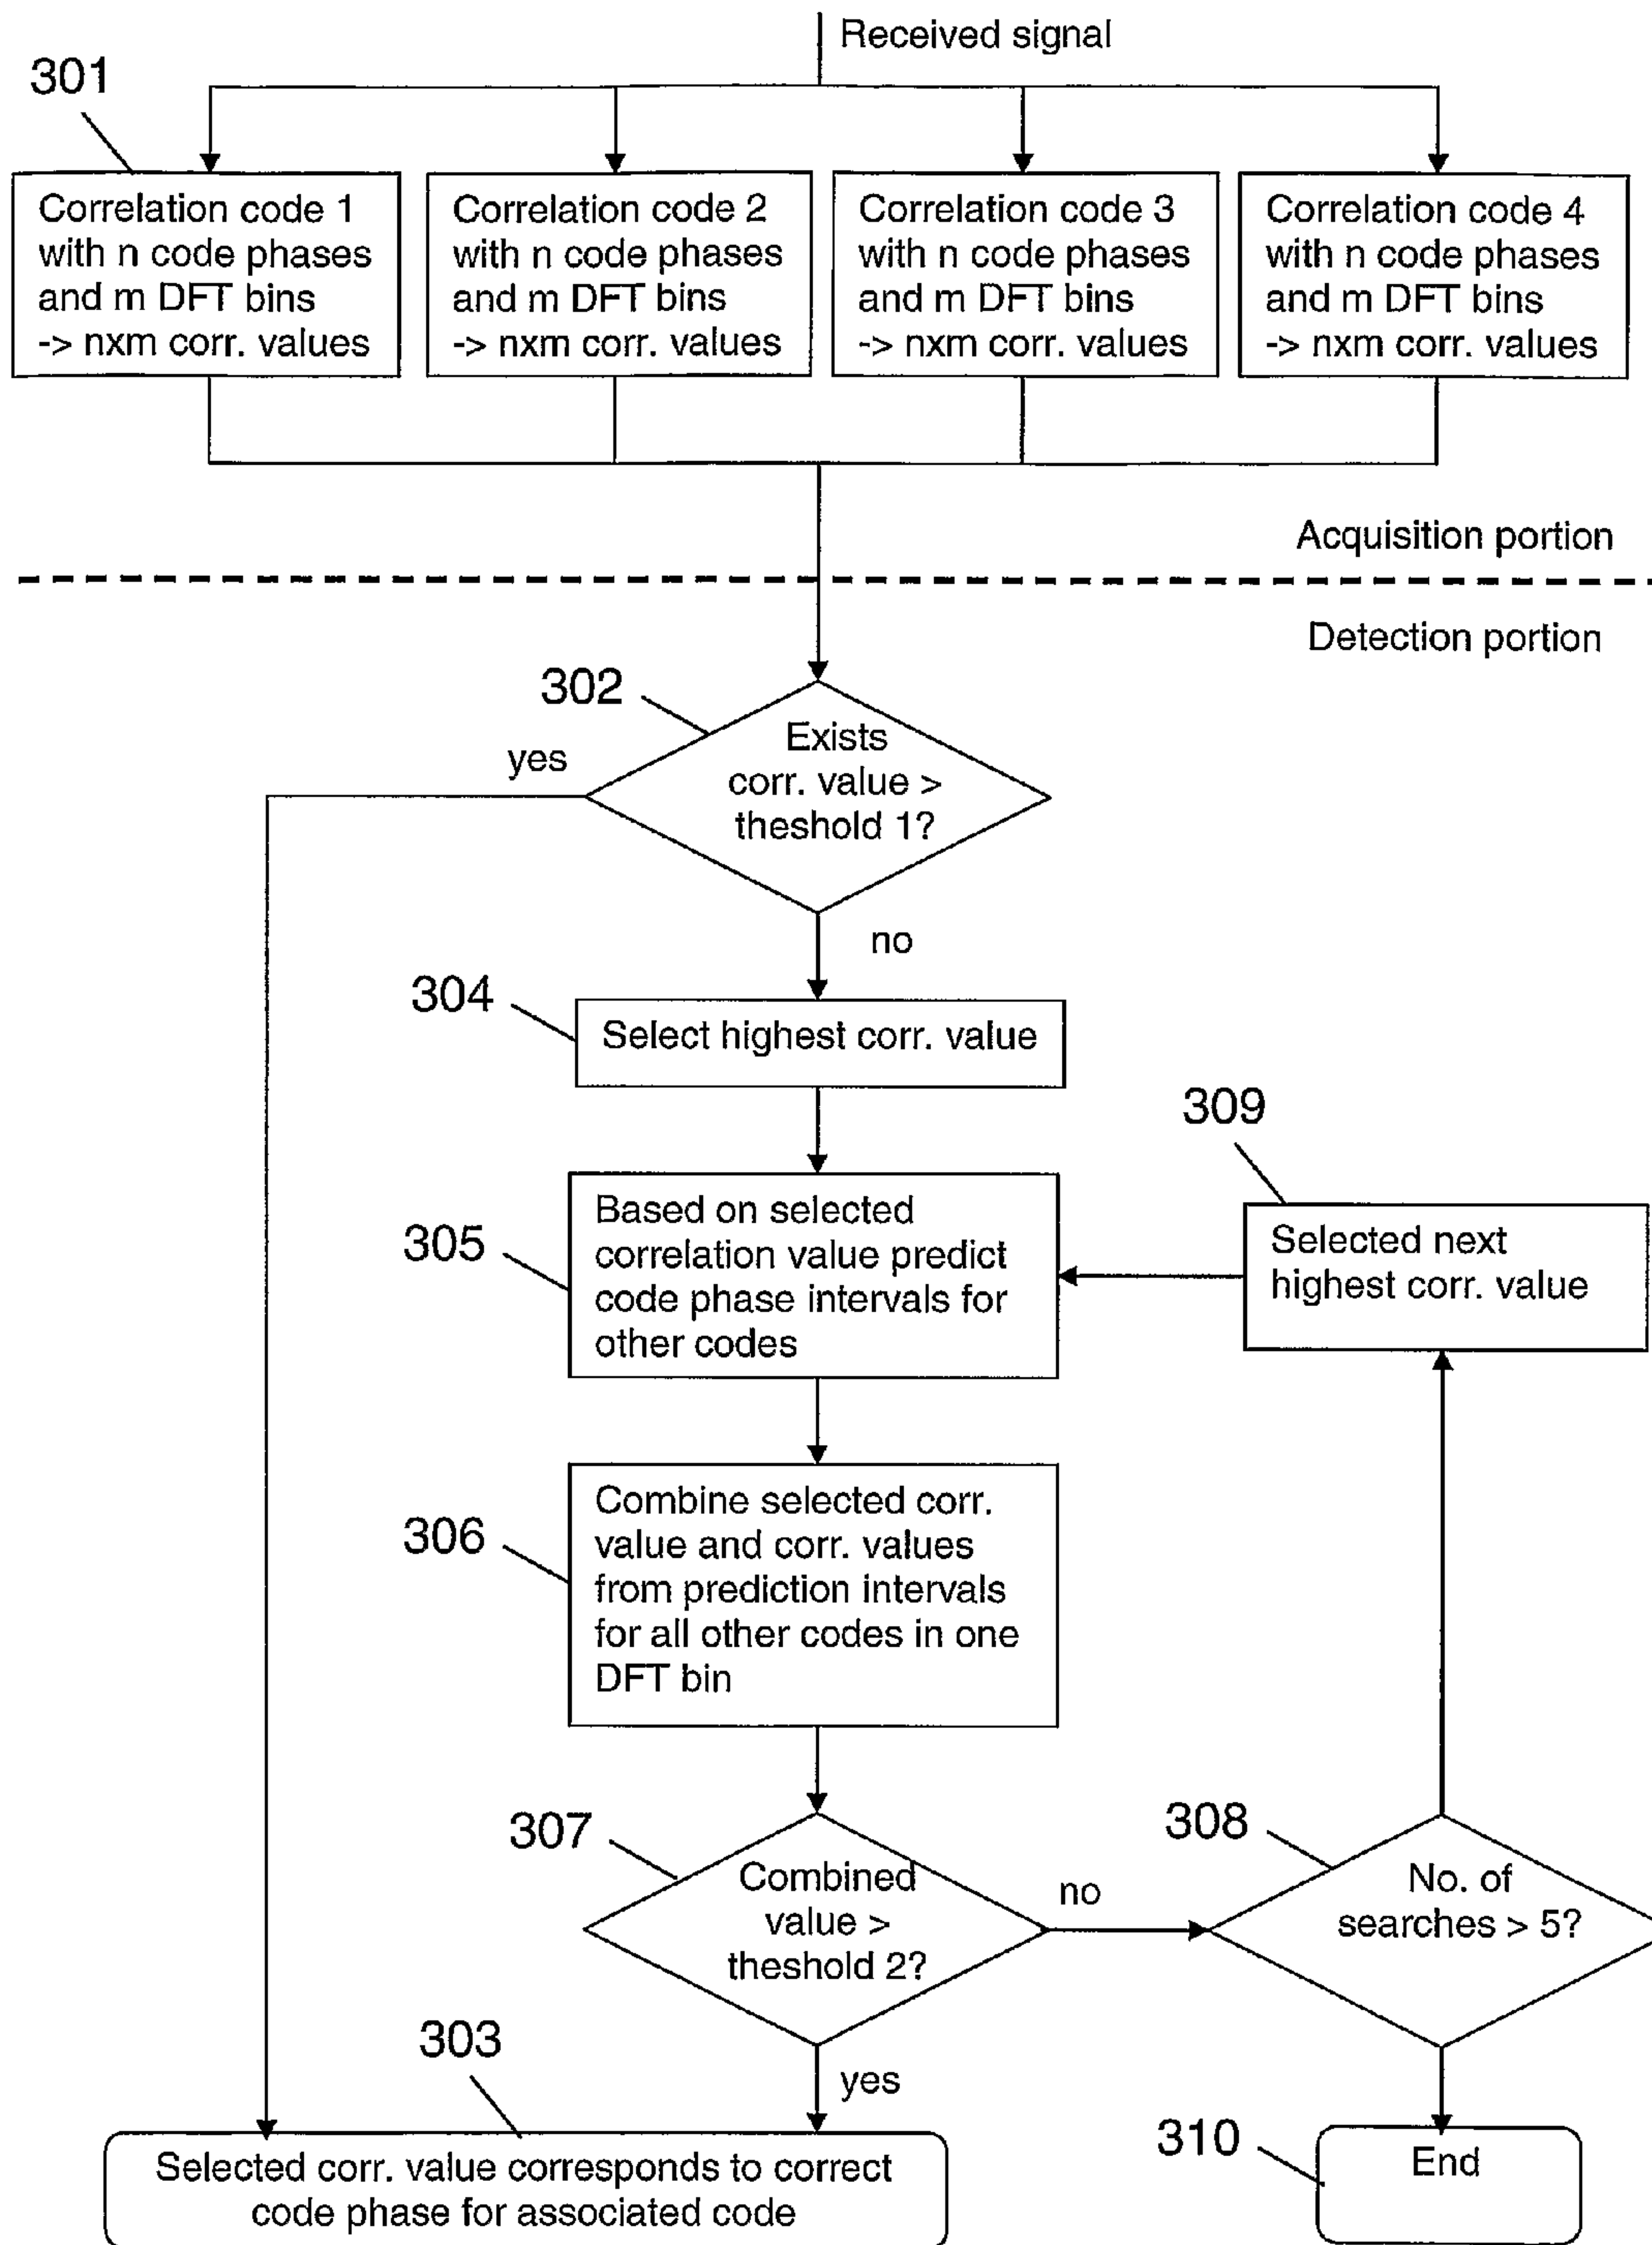 Received signal
301
Correlation code 1
with n code phases
and m DFT bins
-> nxm corr. values
Correlation code 2
with n code phases
and m DFT bins
-> nxm corr. values
Correlation code 3
with n code phases
and m DFT bins
-> nxm corr. values
Correlation code 4
with n code phases
and m DFT bins
-> nxm corr. values
Acquisition portion
Detection portion
302
yes
Exists
corr. value >
theshold 1?
no
304
Select highest corr. value
309
305
Based on selected
correlation value predict
code phase intervals for
other codes
Selected next
highest corr. value
306
Combine selected corr.
value and corr. values
from prediction intervals
for all other codes in one
DFT bin
307
Combined
value >
theshold 2?
no
308
No. of
searches > 5?
303
yes
Selected corr. value corresponds to correct
code phase for associated code
310
End